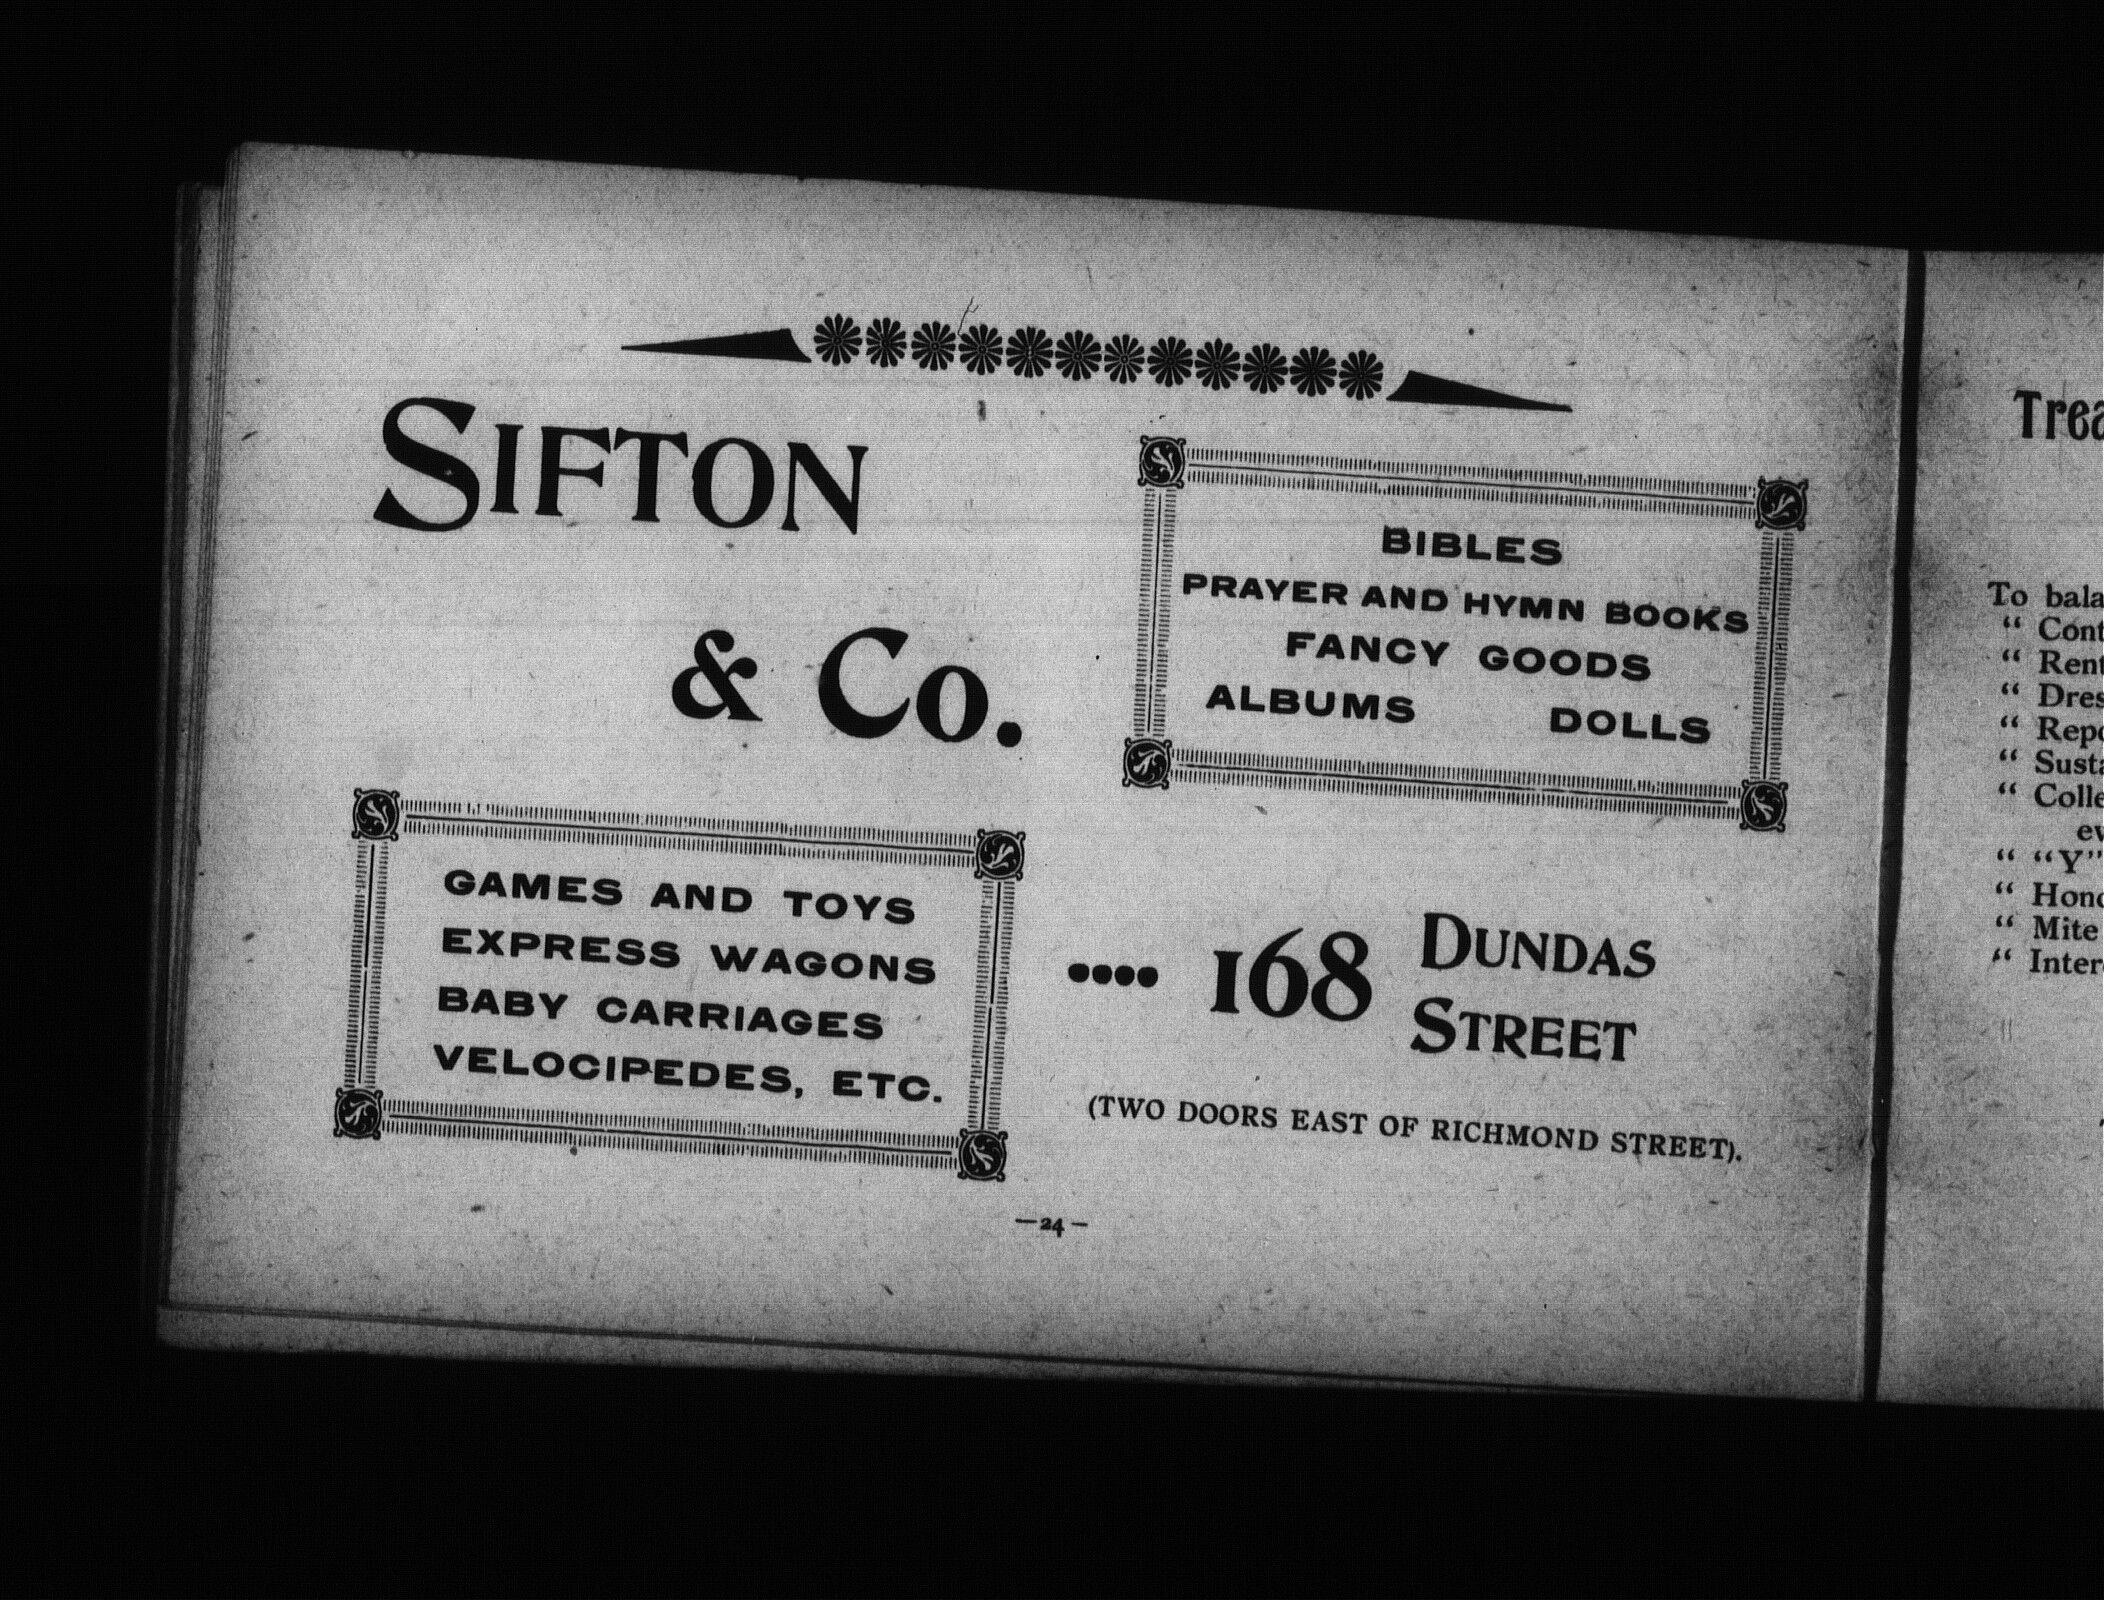 SIFTON
& Co.
BIBLES
PRAYER AND HYMN BOOKS
FANCY GOODS
ALBUMS DOLLS
GAMES AND TOYS
EXPRESS WAGONS
BABY CARRIAGES
VELOCIPEDES, ETC.
.... 168 DUNDAS
STREET
(TWO DOORS EAST OF RICHMOND STREET).
—24—
Trea
To bala
“ Cont
“ Rent
“ Dres
“ Repo
“ Susta
“ Colle
ev
“ “Y”
“ Hono
“ Mite
“ Inter